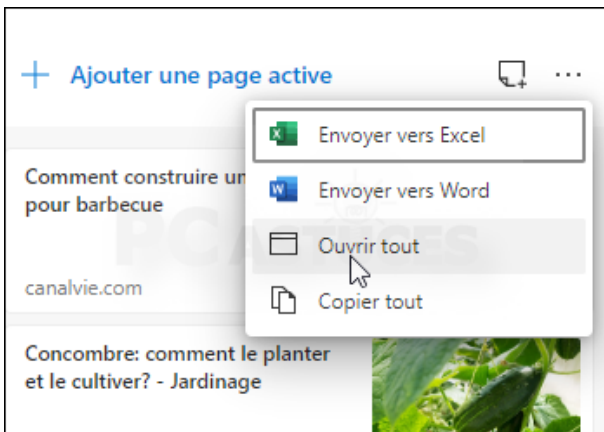 Ajouter une page active
Envoyer vers Excel
Comment construire un
Envoyer vers Word
pour barbecue
PCASTUCES
Ouvrir tout
canalvie.com
Copier tout
Concombre: comment le planter
et le cultiver? - Jardinage